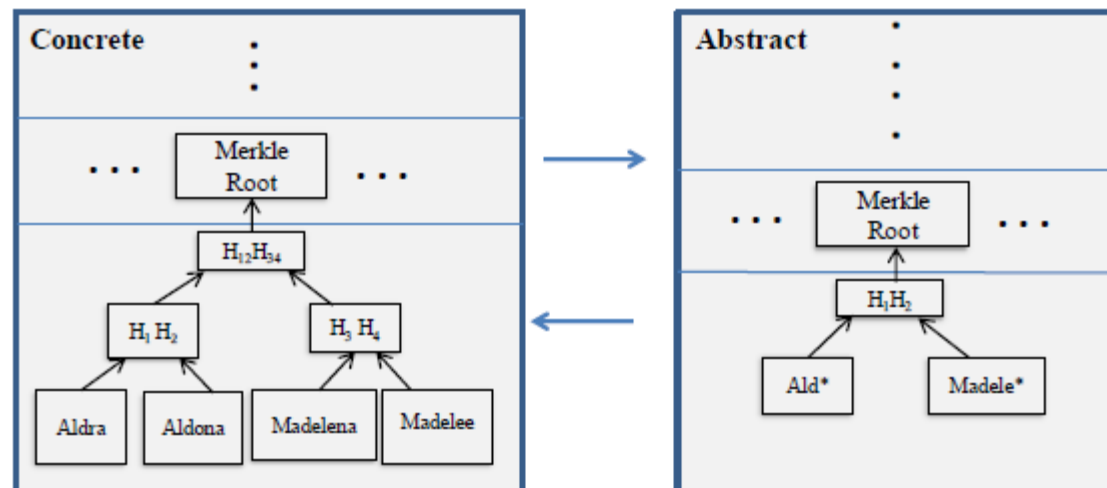 Concrete
Merkle
Root
H₁₂H₃₄
H₁ H₂
H₃ H₄
Aldra
Aldona
Madelena
Madelee
Abstract
Merkle
Root
H₁H₂
Ald*
Madele*